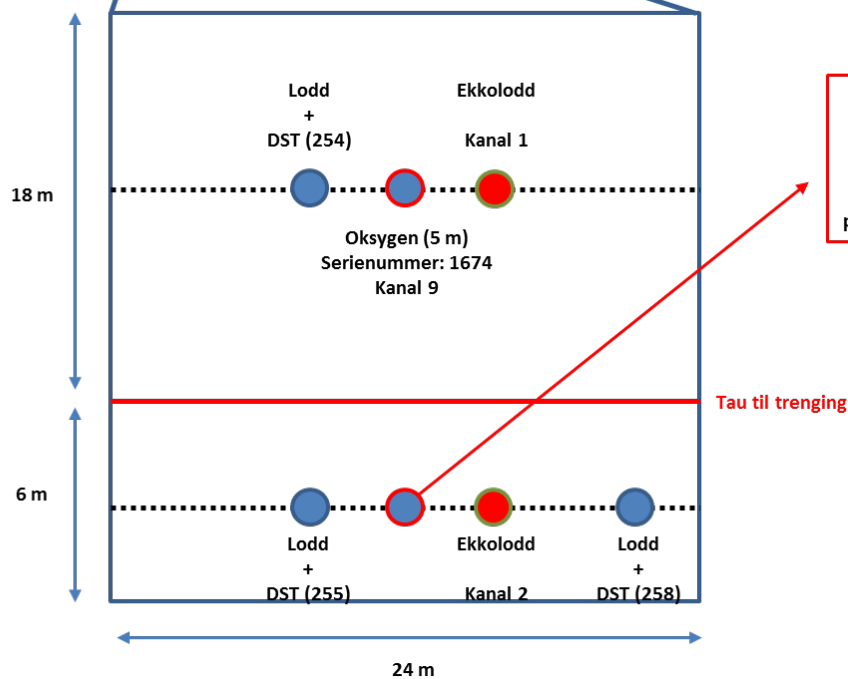 Lodd
+
DST (254)
Ekkolodd
Kanal 1
18 m
Oksygen (5 m)
Serienummer: 1674
Kanal 9
Tau til trenging
6 m
Lodd
+
DST (255)
Ekkolodd
Kanal 2
Lodd
+
DST (258)
24 m